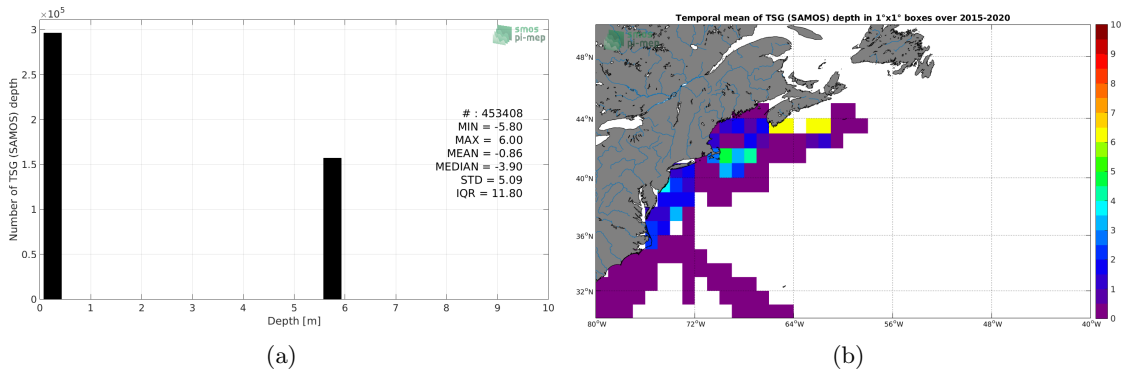 ×10⁵
3
2.5
2
1.5
1
0.5
0
0 1 2 3 4 5 6 7 8 9 10
Number of TSG (SAMOS) depth
Depth [m]
smos
pi-mep
# : 453408
MIN = -5.80
MAX = 6.00
MEAN = -0.86
MEDIAN = -3.90
STD = 5.09
IQR = 11.80
(a)
Temporal mean of TSG (SAMOS) depth in 1°x1° boxes over 2015-2020
smos
pi-mep
48°N
44°N
40°N
36°N
32°N
80°W 72°W 64°W 56°W 48°W 40°W
10
9
8
7
6
5
4
3
2
1
0
(b)